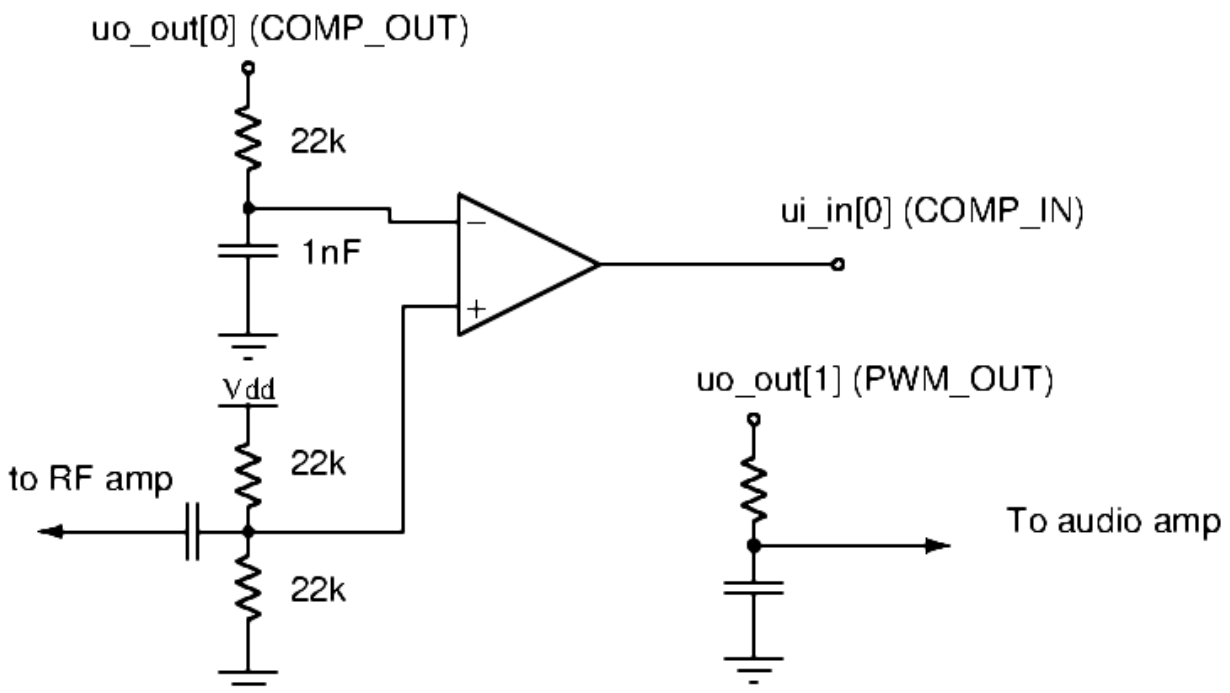 uo_out[0] (COMP_OUT)
22k
1nF
−
+
ui_in[0] (COMP_IN)
Vdd
22k
to RF amp
22k
uo_out[1] (PWM_OUT)
To audio amp